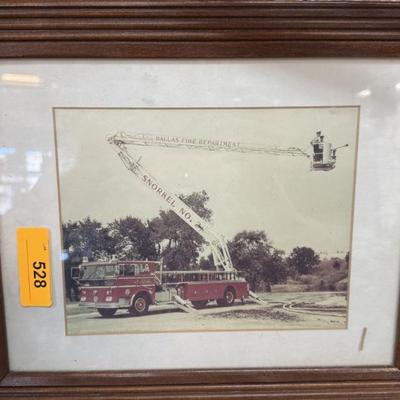 DALLAS FIRE DEPARTMENT
SNORKEL NO.
528